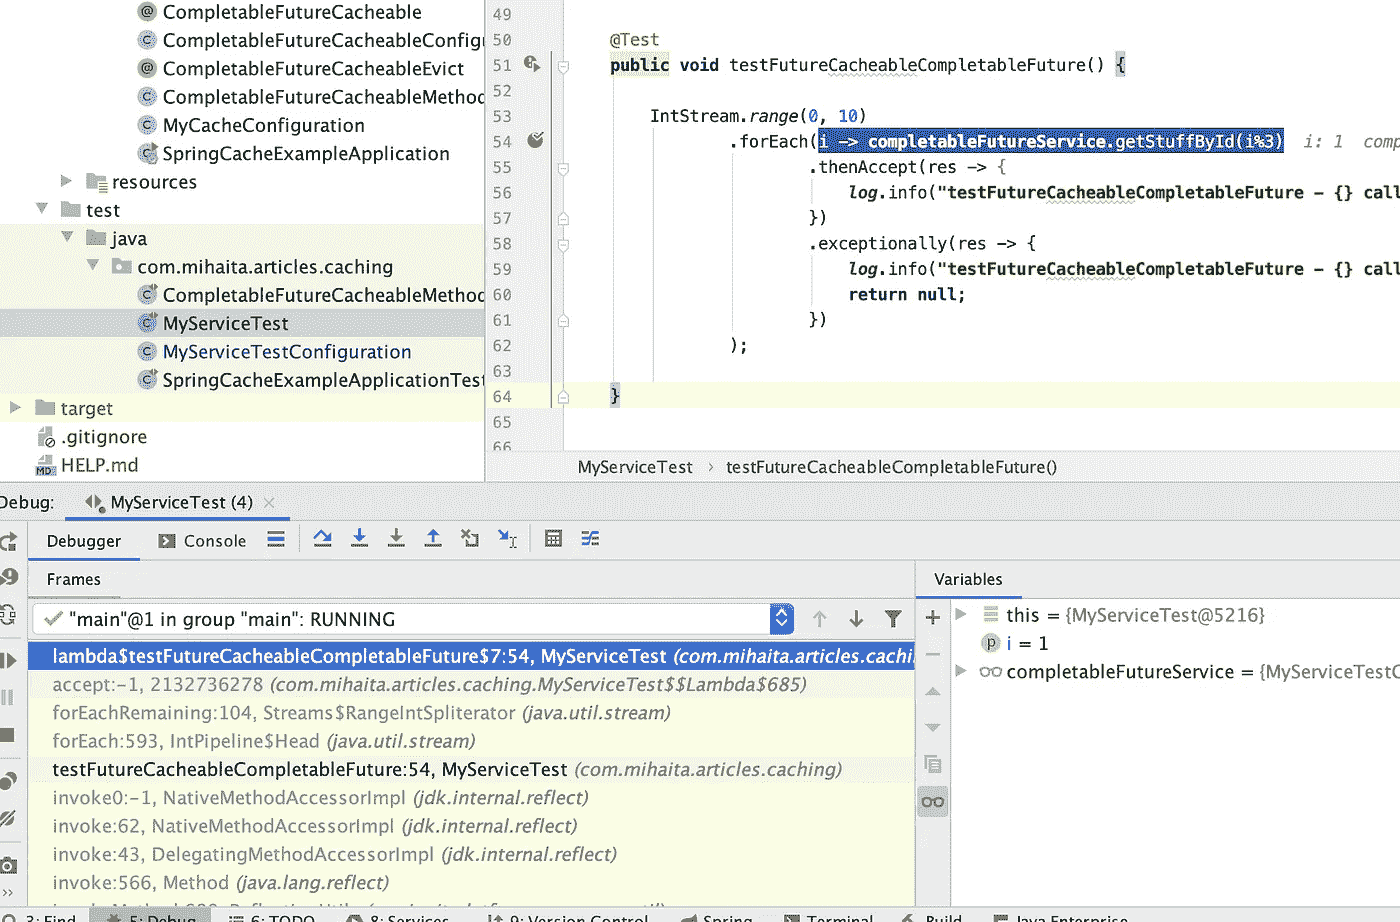 CompletableFutureCacheable
CompletableFutureCacheableConfig
CompletableFutureCacheableEvict
CompletableFutureCacheableMethod
MyCacheConfiguration
SpringCacheExampleApplication
resources
test
java
com.mihaita.articles.caching
CompletableFutureCacheableMethod
MyServiceTest
MyServiceTestConfiguration
SpringCacheExampleApplicationTest
target
.gitignore
HELP.md
49
50 @Test
51 public void testFutureCacheableCompletableFuture() {
52
53 IntStream.range(0, 10)
54 .forEach(i -> completableFutureService.getStuffById(i%3) i: 1 comp
55 .thenAccept(res -> {
56 log.info("testFutureCacheableCompletableFuture - {} call
57 })
58 .exceptionally(res -> {
59 log.info("testFutureCacheableCompletableFuture - {} call
60 return null;
61 })
62 );
63
64 }
65
66
MyServiceTest › testFutureCacheableCompletableFuture()
Debug: MyServiceTest (4)
Debugger Console
Frames
"main"@1 in group "main": RUNNING
lambda$testFutureCacheableCompletableFuture$7:54, MyServiceTest (com.mihaita.articles.cachi
accept:-1, 2132736278 (com.mihaita.articles.caching.MyServiceTest$$Lambda$685)
forEachRemaining:104, Streams$RangeIntSpliterator (java.util.stream)
forEach:593, IntPipeline$Head (java.util.stream)
testFutureCacheableCompletableFuture:54, MyServiceTest (com.mihaita.articles.caching)
invoke0:-1, NativeMethodAccessorImpl (jdk.internal.reflect)
invoke:62, NativeMethodAccessorImpl (jdk.internal.reflect)
invoke:43, DelegatingMethodAccessorImpl (jdk.internal.reflect)
invoke:566, Method (java.lang.reflect)
Variables
this = {MyServiceTest@5216}
i = 1
completableFutureService = {MyServiceTestC
3: Find 5: Debug 6: TODO 8: Services 9: Version Control Spring Terminal Build Java Enterprise